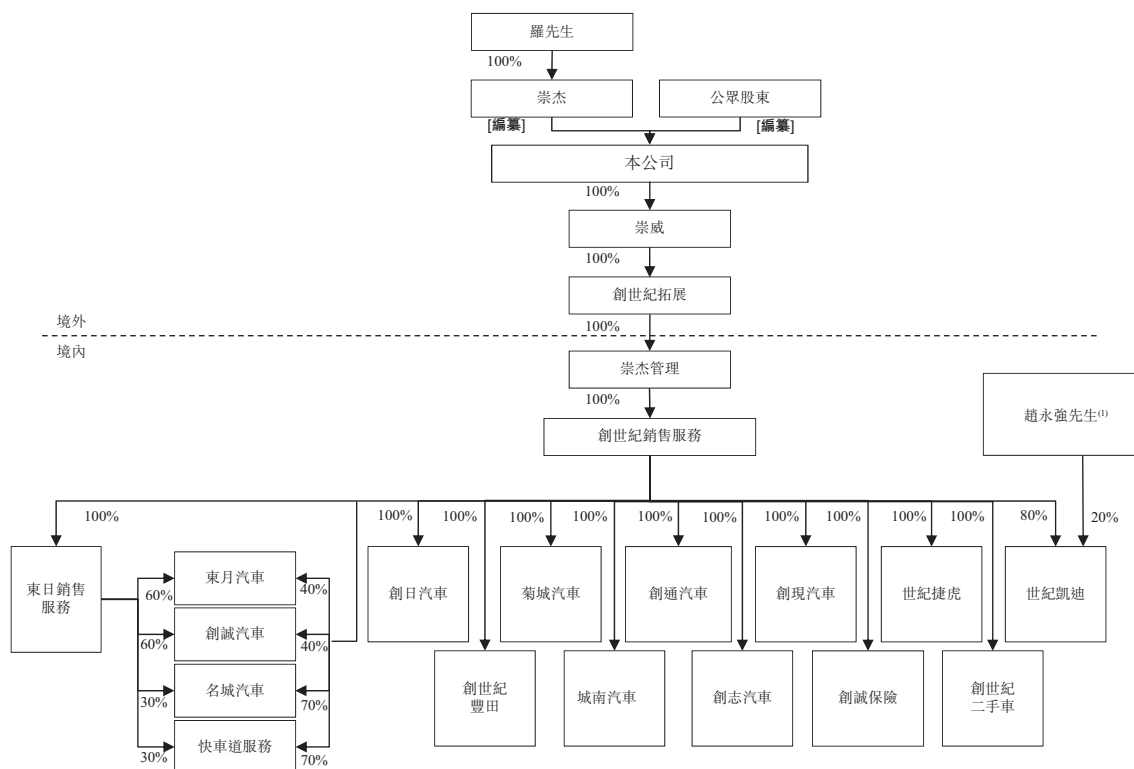 羅先生
100%
崇杰
公眾股東
[編纂]
[編纂]
本公司
100%
崇威
100%
創世紀拓展
境外
100%
境內
崇杰管理
100%
創世紀銷售服務
趙永強先生(1)
100%
100%
100%
100%
100%
100%
100%
100%
100%
100%
100%
80%
20%
東日銷售
服務
東月汽車
60%
40%
創誠汽車
60%
40%
名城汽車
30%
70%
快車道服務
30%
70%
創日汽車
菊城汽車
創通汽車
創現汽車
世紀捷虎
世紀凱迪
創世紀
豐田
城南汽車
創志汽車
創誠保險
創世紀
二手車